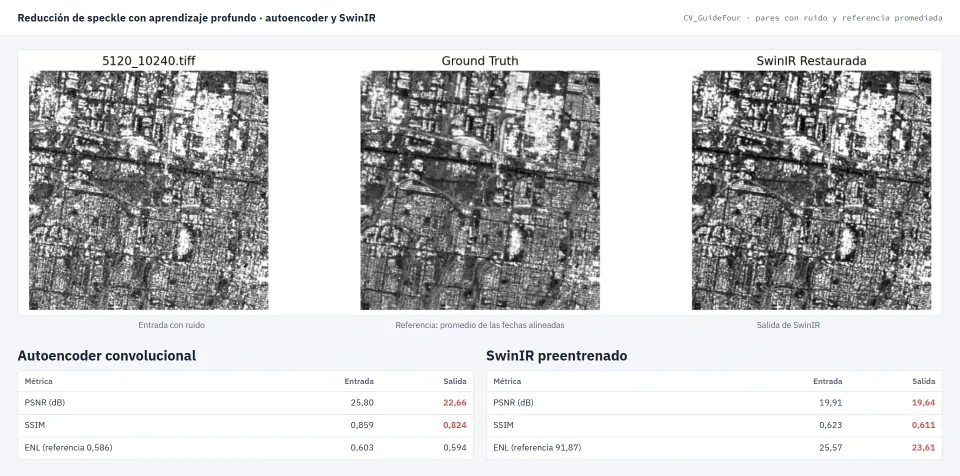 Reducción de speckle con aprendizaje profundo · autoencoder y SwinIR
CV_GuideFour · pares con ruido y referencia promediada
5120_10240.tiff
Ground Truth
SwinIR Restaurada
Entrada con ruido
Referencia: promedio de las fechas alineadas
Salida de SwinIR
Autoencoder convolucional
Métrica Entrada Salida
PSNR (dB) 25,80 22,66
SSIM 0,859 0,824
ENL (referencia 0,586) 0,603 0,594
SwinIR preentrenado
Métrica Entrada Salida
PSNR (dB) 19,91 19,64
SSIM 0,623 0,611
ENL (referencia 91,87) 25,57 23,61